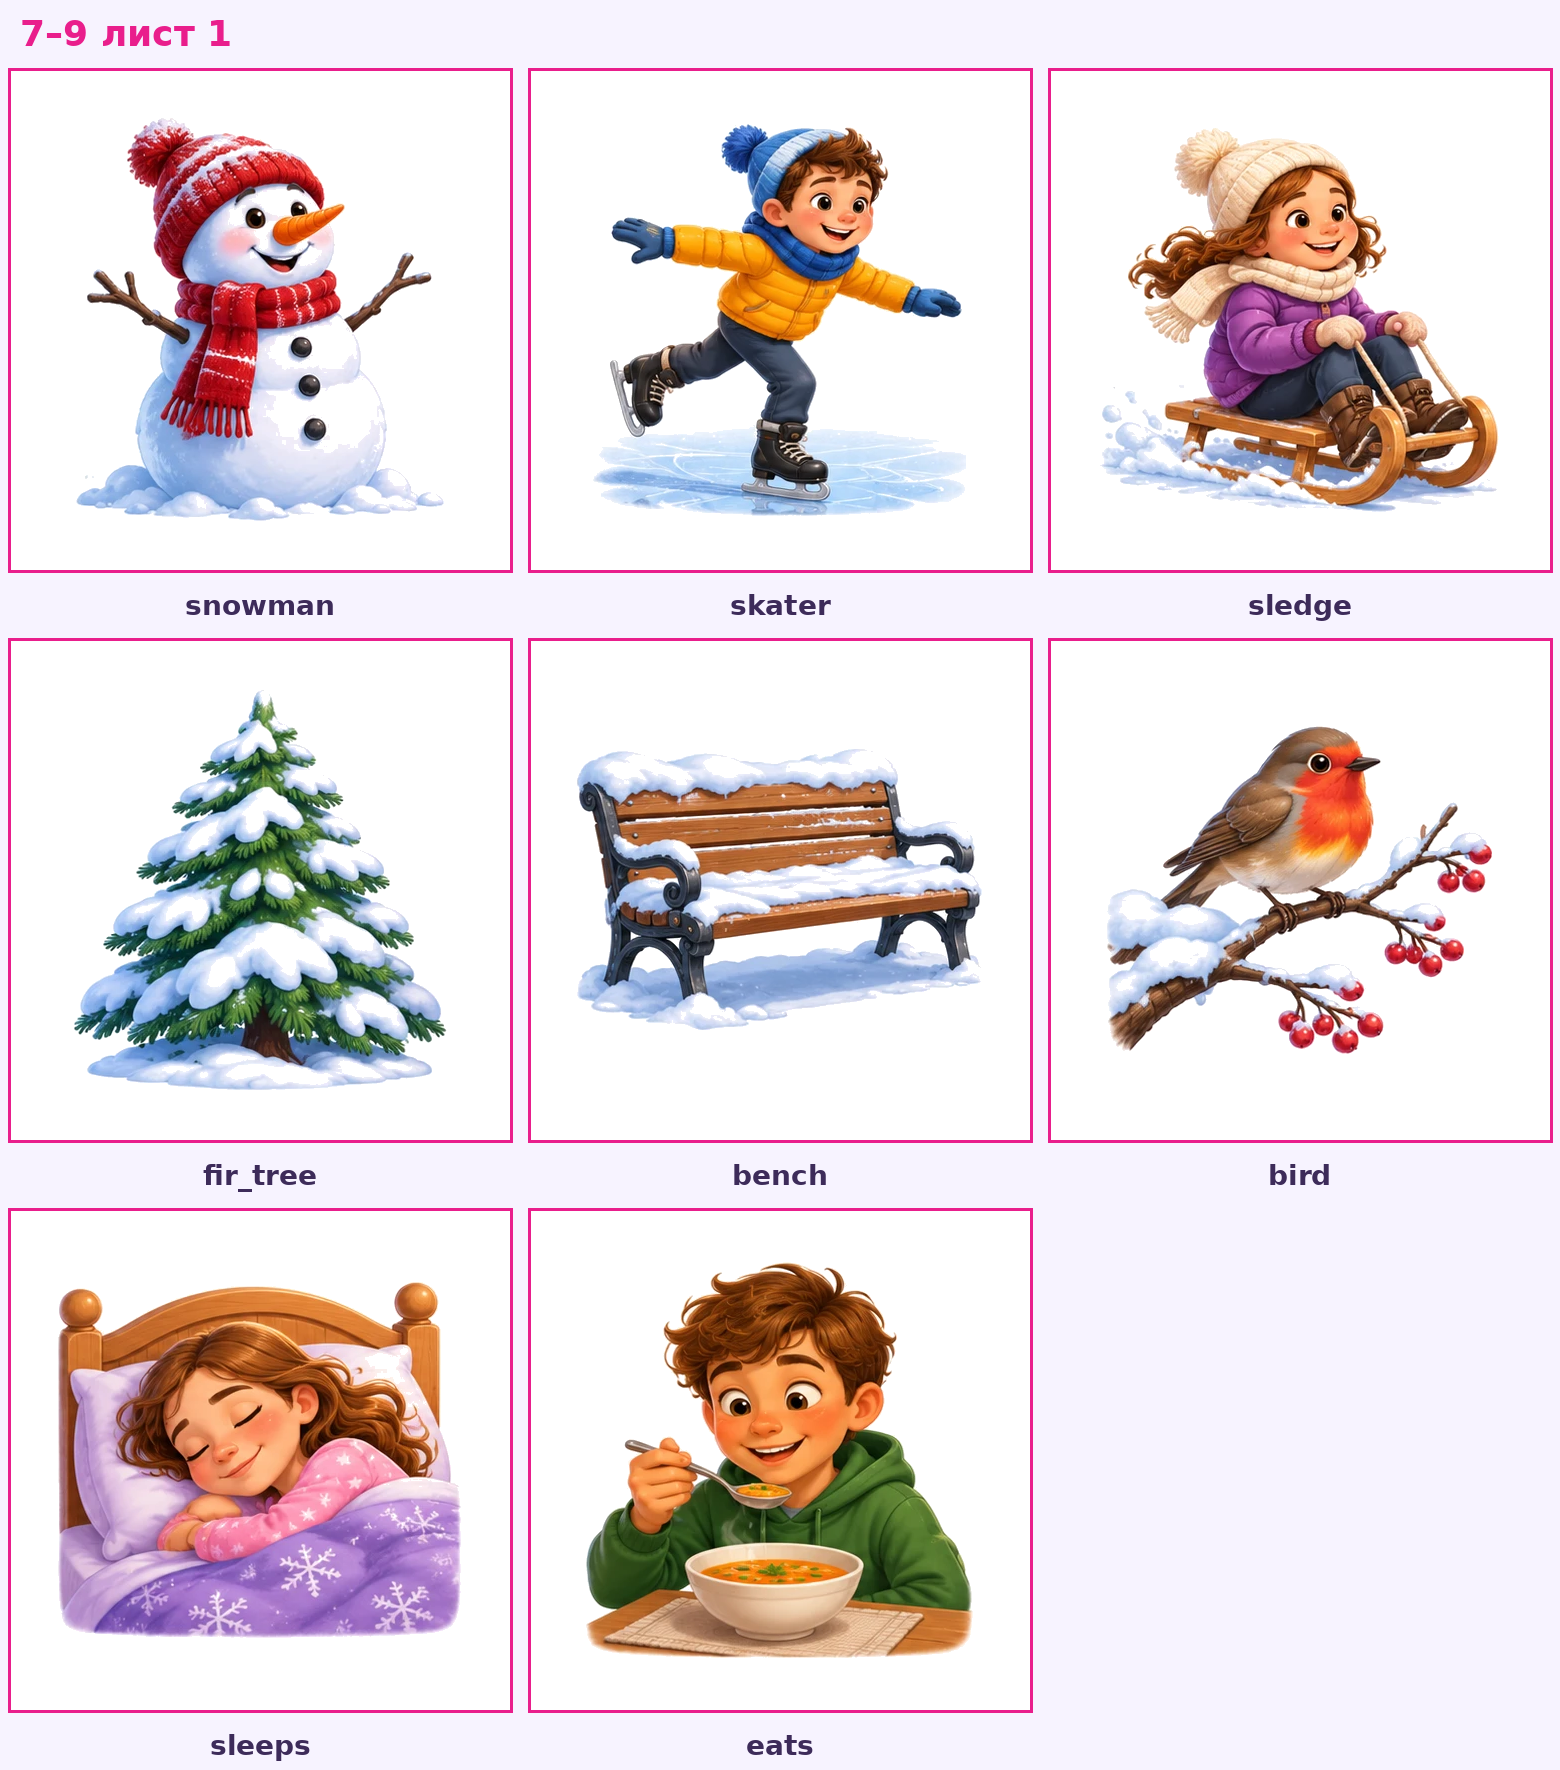 7–9 лист 1
snowman
skater
sledge
fir_tree
bench
bird
sleeps
eats